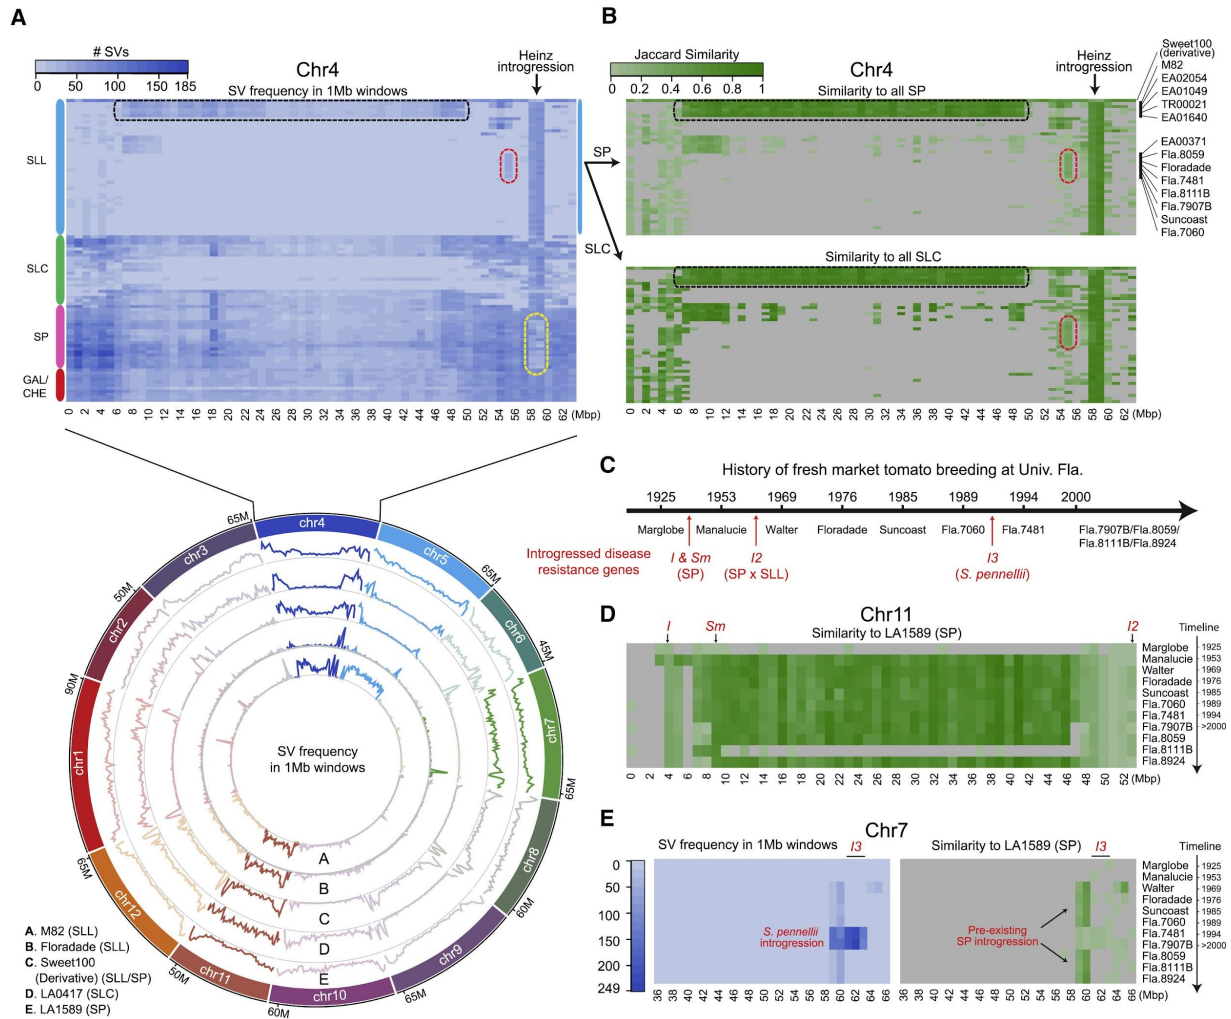 A
# SVs
0 50 100 150 185
Chr4
SV frequency in 1Mb windows
Heinz
introgression
SLL
SLC
SP
GAL/
CHE
0 2 4 6 8 10 12 14 16 18 20 22 24 26 28 30 32 34 36 38 40 42 44 46 48 50 52 54 56 58 60 62 (Mbp)
B
Jaccard Similarity
0 0.2 0.4 0.6 0.8 1
Chr4
Similarity to all SP
Heinz
introgression
SP
SLC
Sweet100
(derivative)
M82
EA02054
EA01049
TR00021
EA01640
EA00371
Fla.8059
Floradade
Fla.7481
Fla.8111B
Fla.7907B
Suncoast
Fla.7060
Similarity to all SLC
0 2 4 6 8 10 12 14 16 18 20 22 24 26 28 30 32 34 36 38 40 42 44 46 48 50 52 54 56 58 60 62 (Mbp)
C
History of fresh market tomato breeding at Univ. Fla.
1925 1953 1969 1976 1985 1989 1994 2000
Marglobe Manalucie Walter Floradade Suncoast Fla.7060 Fla.7481 Fla.7907B/Fla.8059/
Fla.8111B/Fla.8924
Introgressed disease
resistance genes
I & Sm
(SP)
I2
(SP x SLL)
I3
(S. pennellii)
D
Chr11
Similarity to LA1589 (SP)
I Sm I2
Timeline
Marglobe 1925
Manalucie 1953
Walter 1969
Floradade 1976
Suncoast 1985
Fla.7060 1989
Fla.7481 1994
Fla.7907B >2000
Fla.8059
Fla.8111B
Fla.8924
0 2 4 6 8 10 12 14 16 18 20 22 24 26 28 30 32 34 36 38 40 42 44 46 48 50 52 (Mbp)
E
Chr7
SV frequency in 1Mb windows I3
Similarity to LA1589 (SP) I3
Timeline
0
50
100
150
200
249
S. pennellii
introgression
Pre-existing
SP introgression
Marglobe 1925
Manalucie 1953
Walter 1969
Floradade 1976
Suncoast 1985
Fla.7060 1989
Fla.7481 1994
Fla.7907B >2000
Fla.8059
Fla.8111B
Fla.8924
36 38 40 42 44 46 48 50 52 54 56 58 60 62 64 66
36 38 40 42 44 46 48 50 52 54 56 58 60 62 64 66 (Mbp)
chr1
90M
chr2
50M
chr3
65M
chr4
chr5
65M
chr6
45M
chr7
65M
chr8
60M
chr9
65M
chr10
60M
chr11
50M
chr12
65M
SV frequency
in 1Mb windows
A
B
C
D
E
A. M82 (SLL)
B. Floradade (SLL)
C. Sweet100
(Derivative) (SLL/SP)
D. LA0417 (SLC)
E. LA1589 (SP)